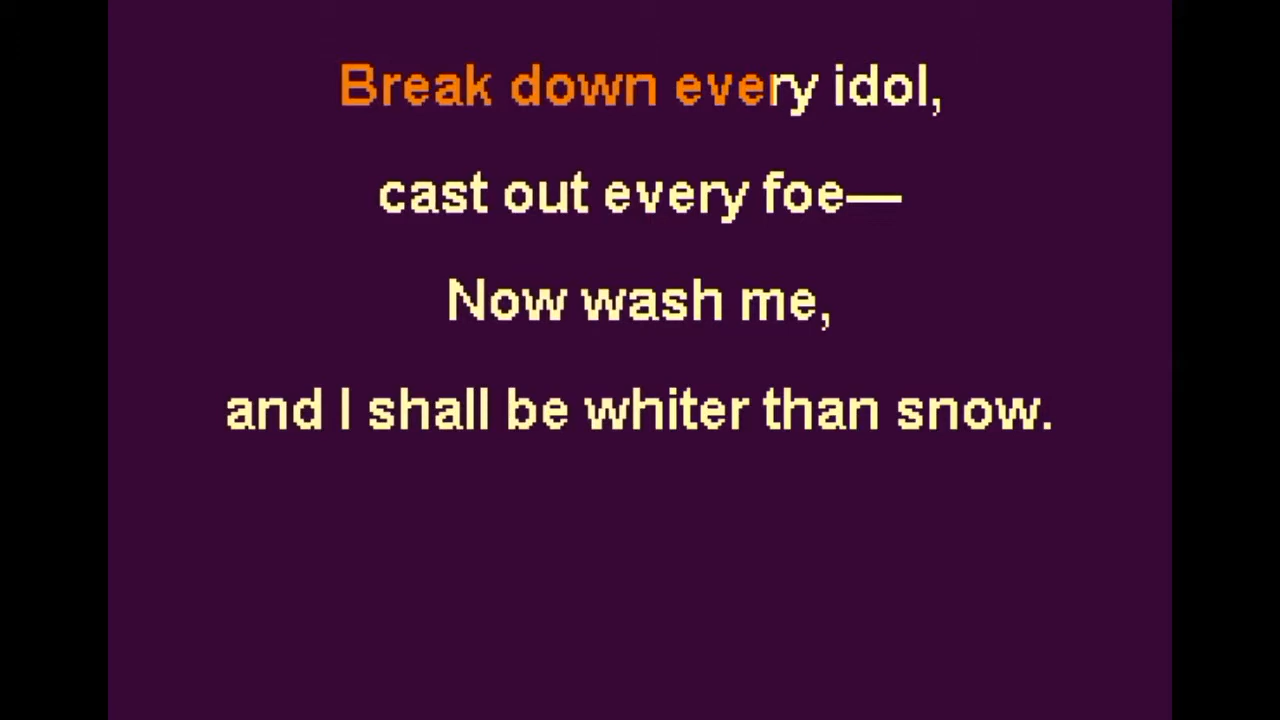 Break down every idol,
cast out every foe—
Now wash me,
and I shall be whiter than snow.